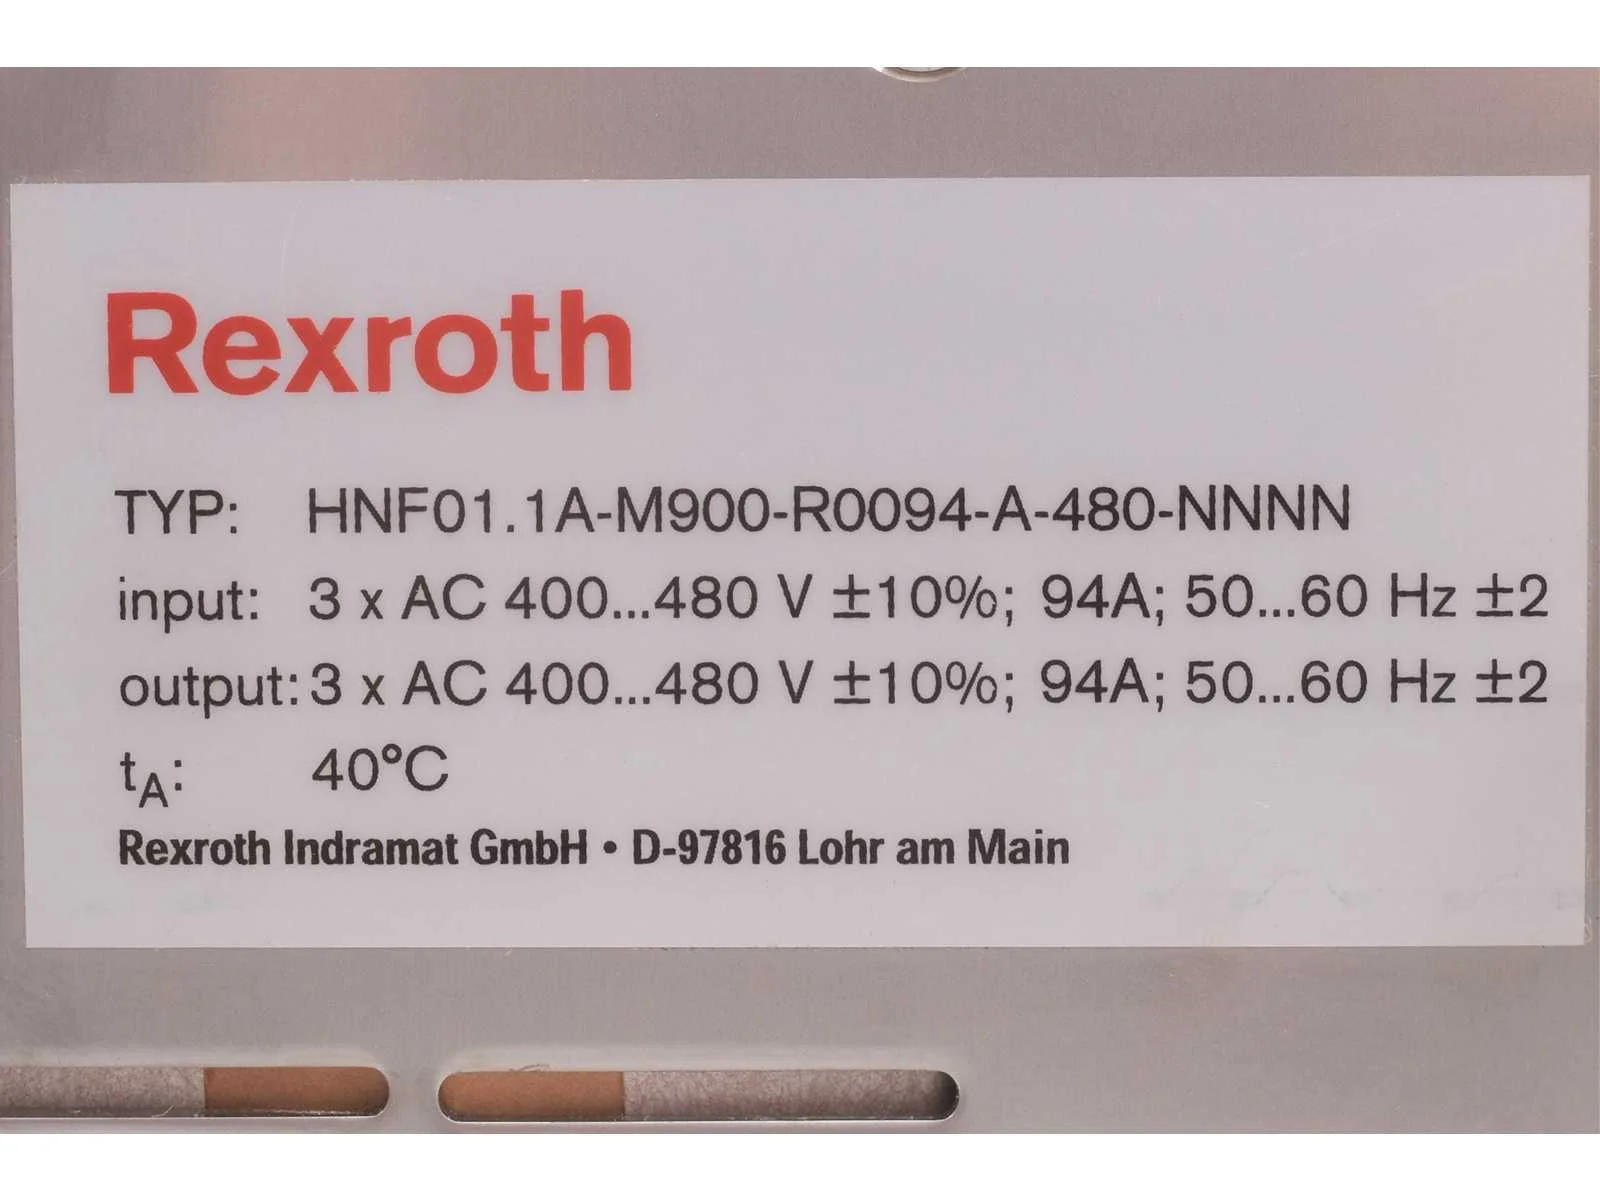 Rexroth
TYP: HNF01.1A-M900-R0094-A-480-NNNN
input: 3 x AC 400...480 V ±10%; 94A; 50...60 Hz ±2
output: 3 x AC 400...480 V ±10%; 94A; 50...60 Hz ±2
tA: 40°C
Rexroth Indramat GmbH • D-97816 Lohr am Main